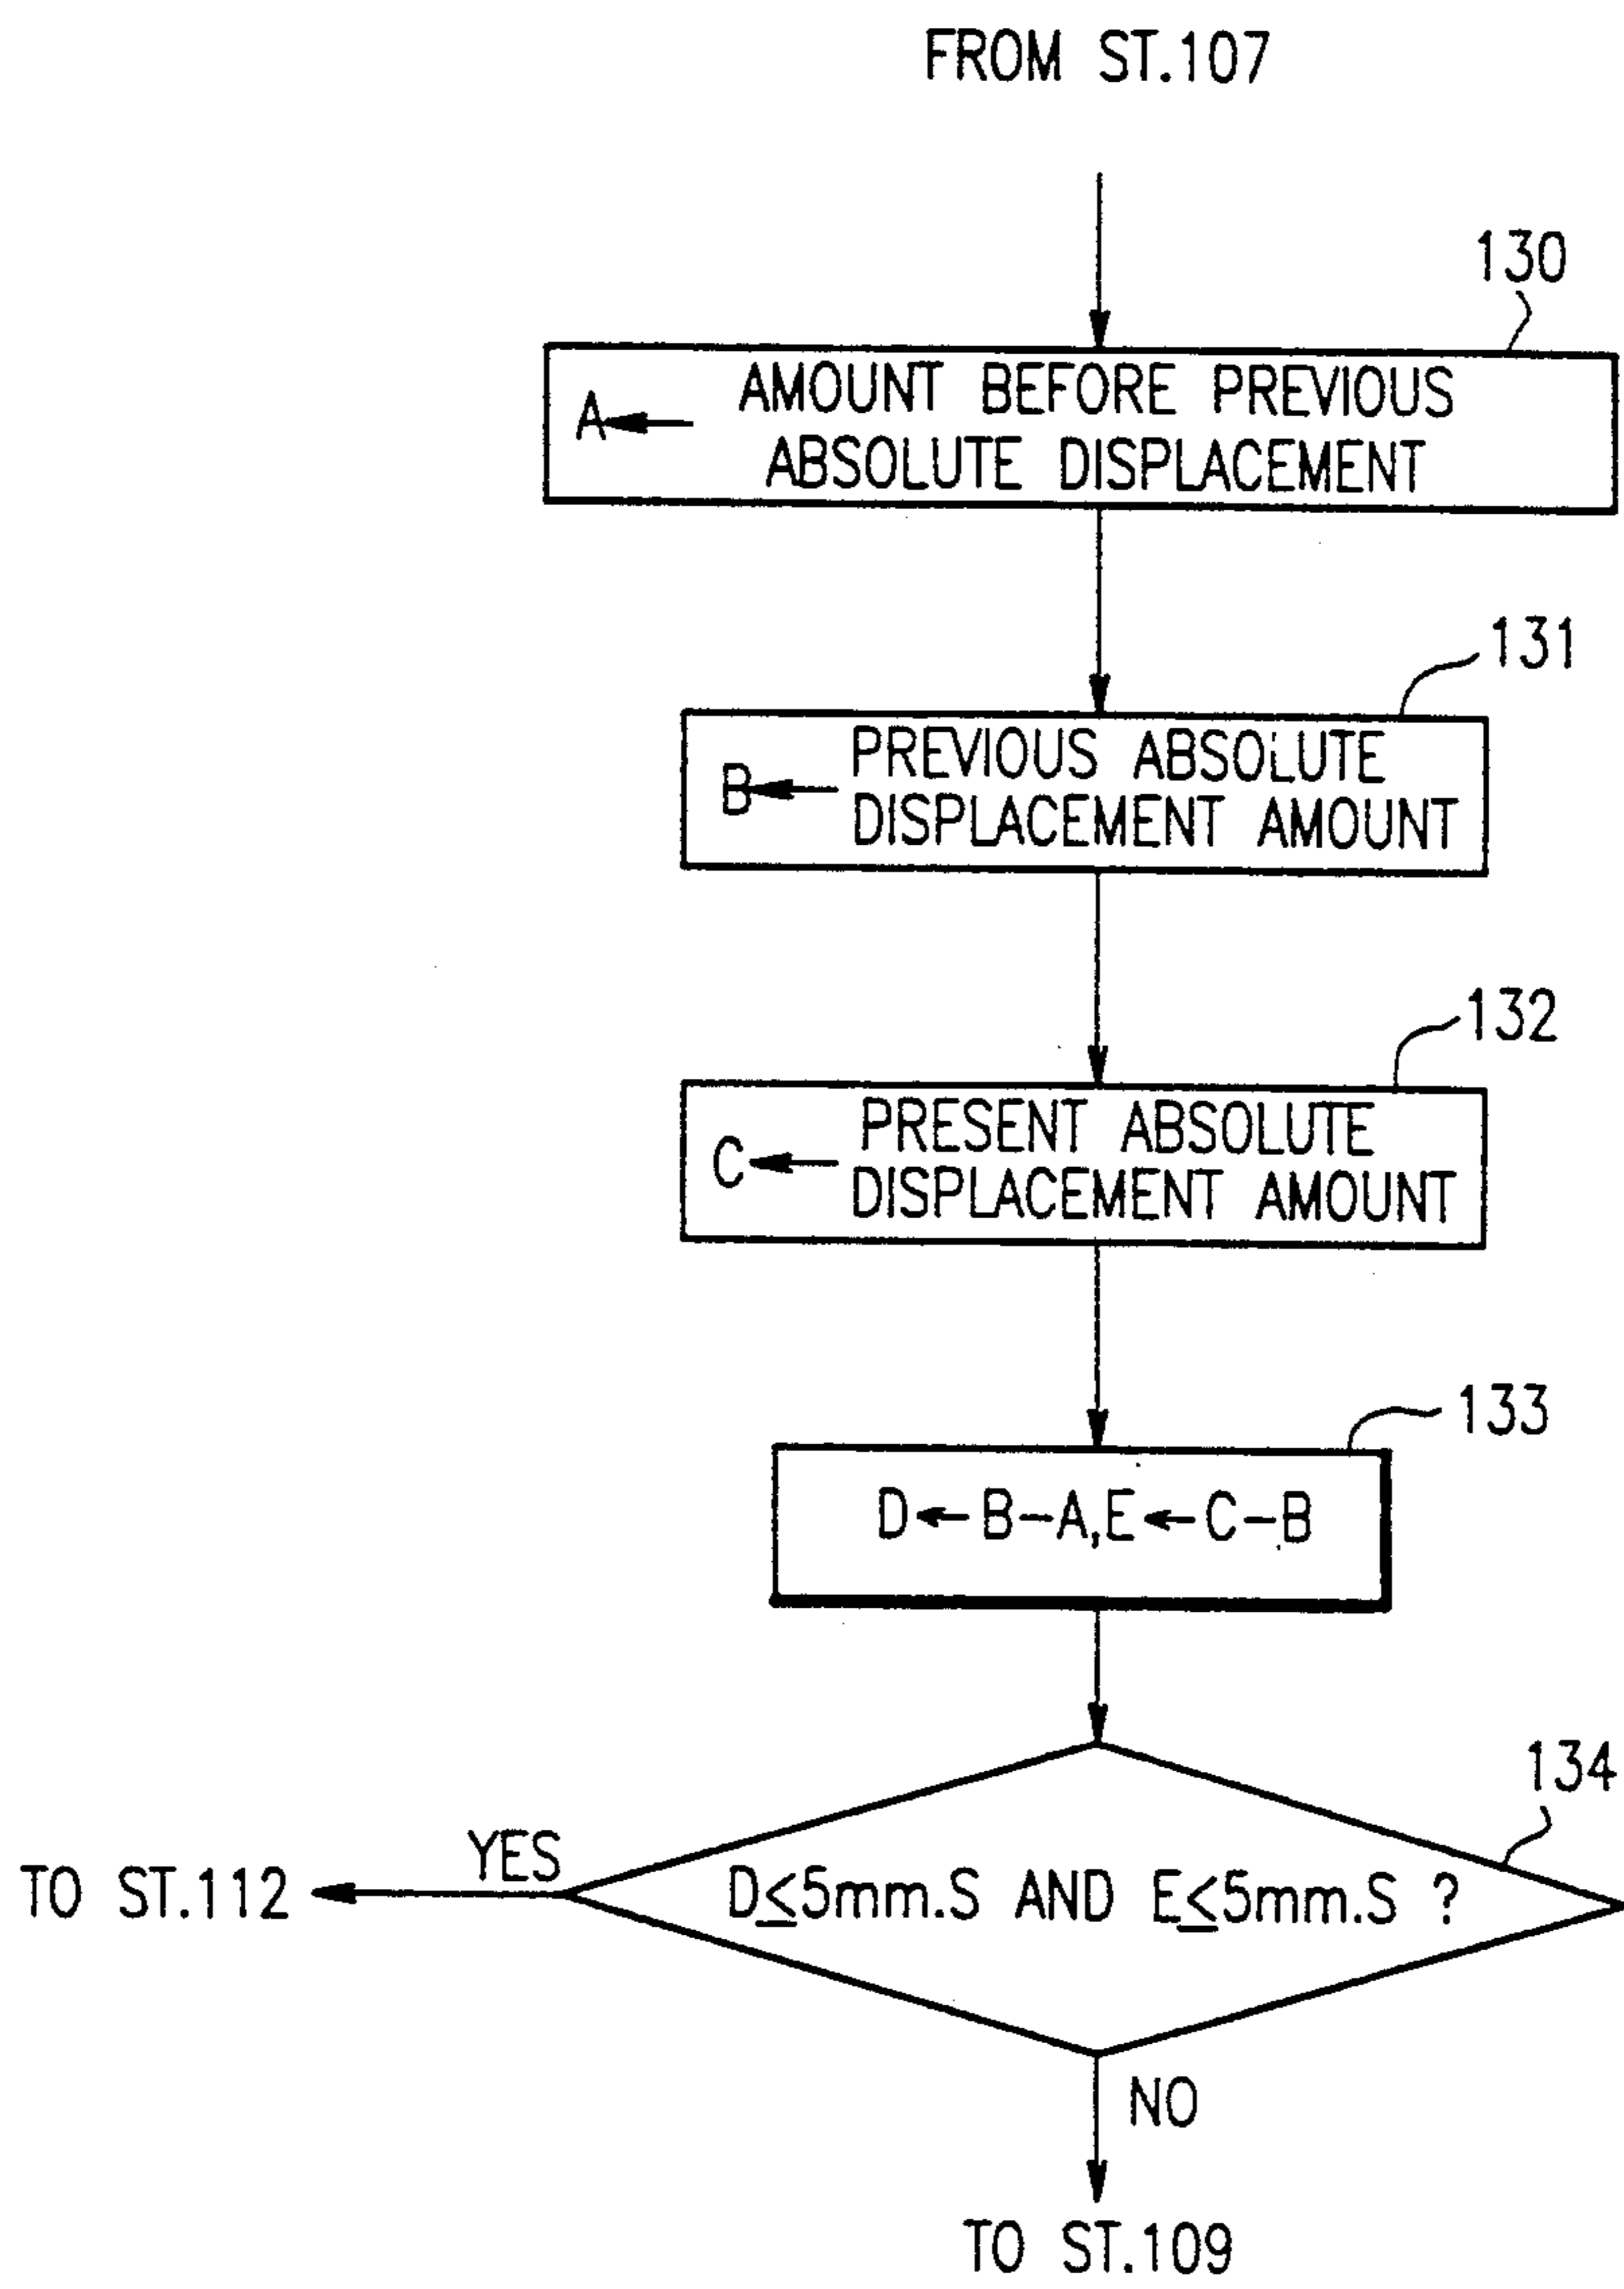 FROM ST.107
130
A← AMOUNT BEFORE PREVIOUS
ABSOLUTE DISPLACEMENT
131
B← PREVIOUS ABSOLUTE
DISPLACEMENT AMOUNT
132
C← PRESENT ABSOLUTE
DISPLACEMENT AMOUNT
133
D←B-A,E←C-B
134
YES
TO ST.112
D≤5mm.S AND E≤5mm.S ?
NO
TO ST.109